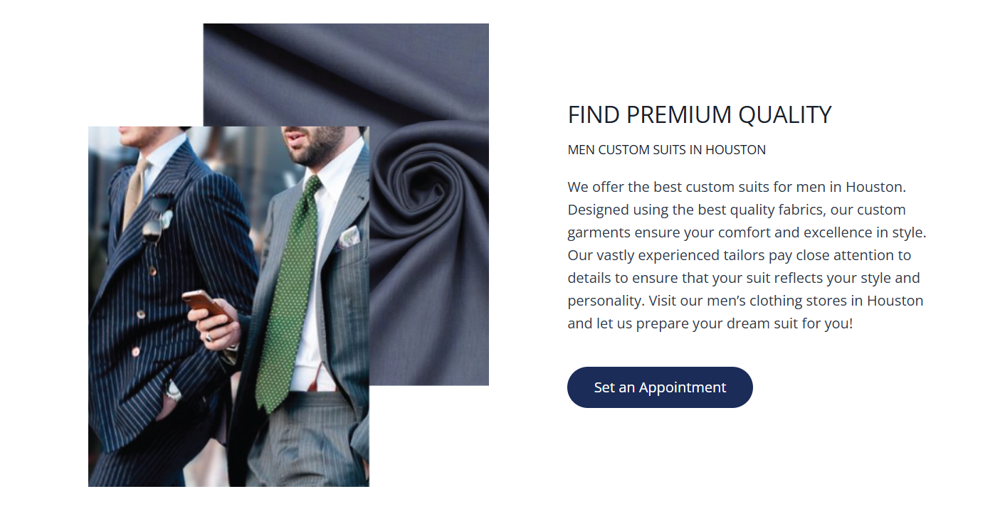 FIND PREMIUM QUALITY
MEN CUSTOM SUITS IN HOUSTON
We offer the best custom suits for men in Houston.
Designed using the best quality fabrics, our custom
garments ensure your comfort and excellence in style.
Our vastly experienced tailors pay close attention to
details to ensure that your suit reflects your style and
personality. Visit our men’s clothing stores in Houston
and let us prepare your dream suit for you!
Set an Appointment